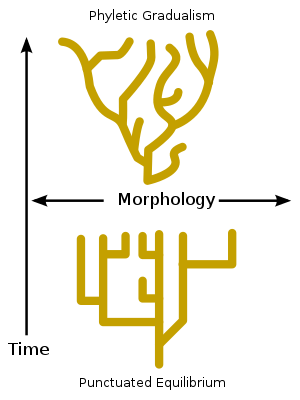 Phyletic Gradualism
Morphology
Time
Punctuated Equilibrium